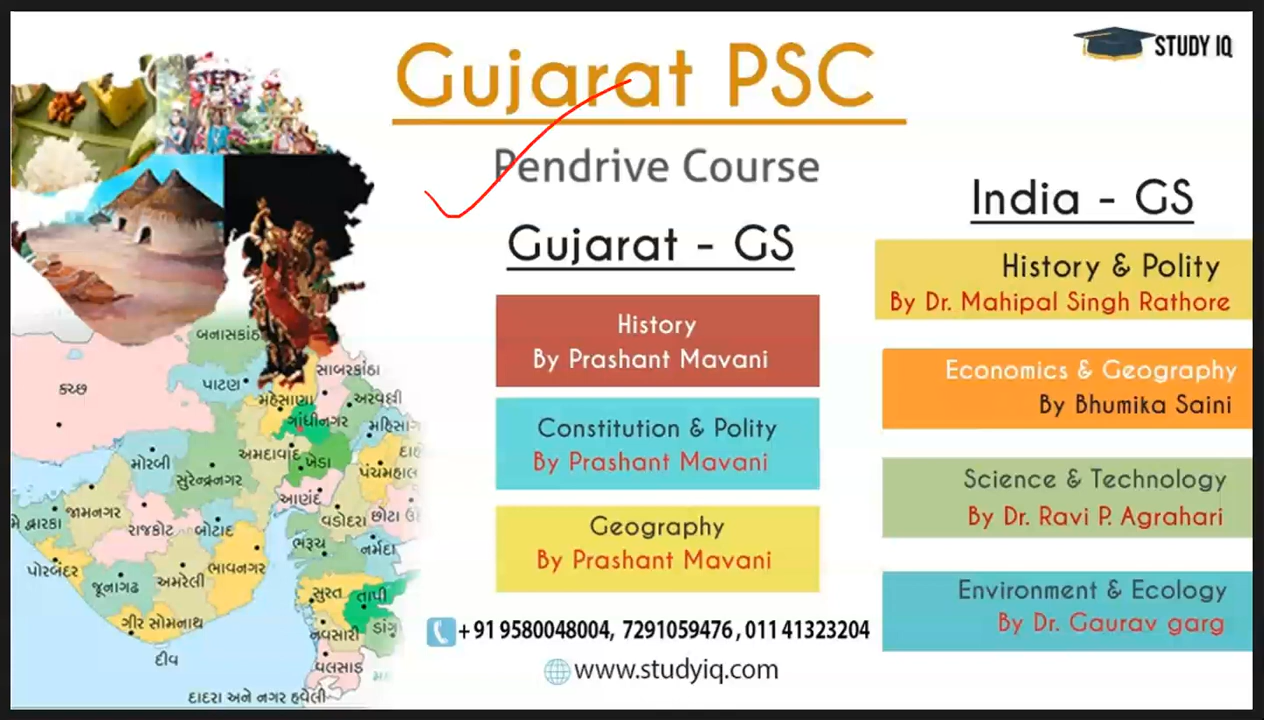 STUDY IQ
Gujarat PSC
Pendrive Course
Gujarat - GS
History
By Prashant Mavani
Constitution & Polity
By Prashant Mavani
Geography
By Prashant Mavani
India - GS
History & Polity
By Dr. Mahipal Singh Rathore
Economics & Geography
By Bhumika Saini
Science & Technology
By Dr. Ravi P. Agrahari
Environment & Ecology
By Dr. Gaurav garg
+91 9580048004, 7291059476, 011 41323204
www.studyiq.com
બનાસકાંઠા
કચ્છ
પાટણ
સાબરકાંઠા
મહેસાણા
અરવલ્લી
ગાંધીનગર
મહિસા
મોરબી
અમદાવાદ
ખેડા
પંચમહાલ
સુરેન્દ્રનગર
આણંદ
જામનગર
રાજકોટ
બોટાદ
વડોદરા
છોટા ઉ
દ્વારકા
ભરૂચ
નર્મદા
પોરબંદર
જૂનાગઢ
અમરેલી
ભાવનગર
સુરત
તાપી
ગીર સોમનાથ
નવસારી
ડાંગ
દીવ
વલસાડ
દાદરા અને નગર હવેલી